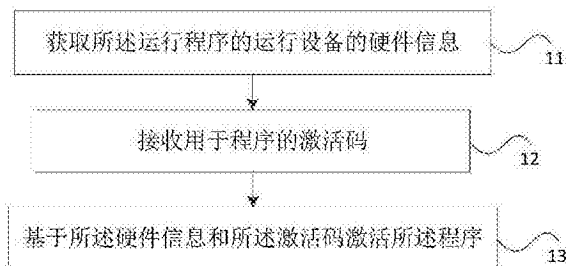 获取所述运行程序的运行设备的硬件信息
11
接收用于程序的激活码
12
基于所述硬件信息和所述激活码激活所述程序
13